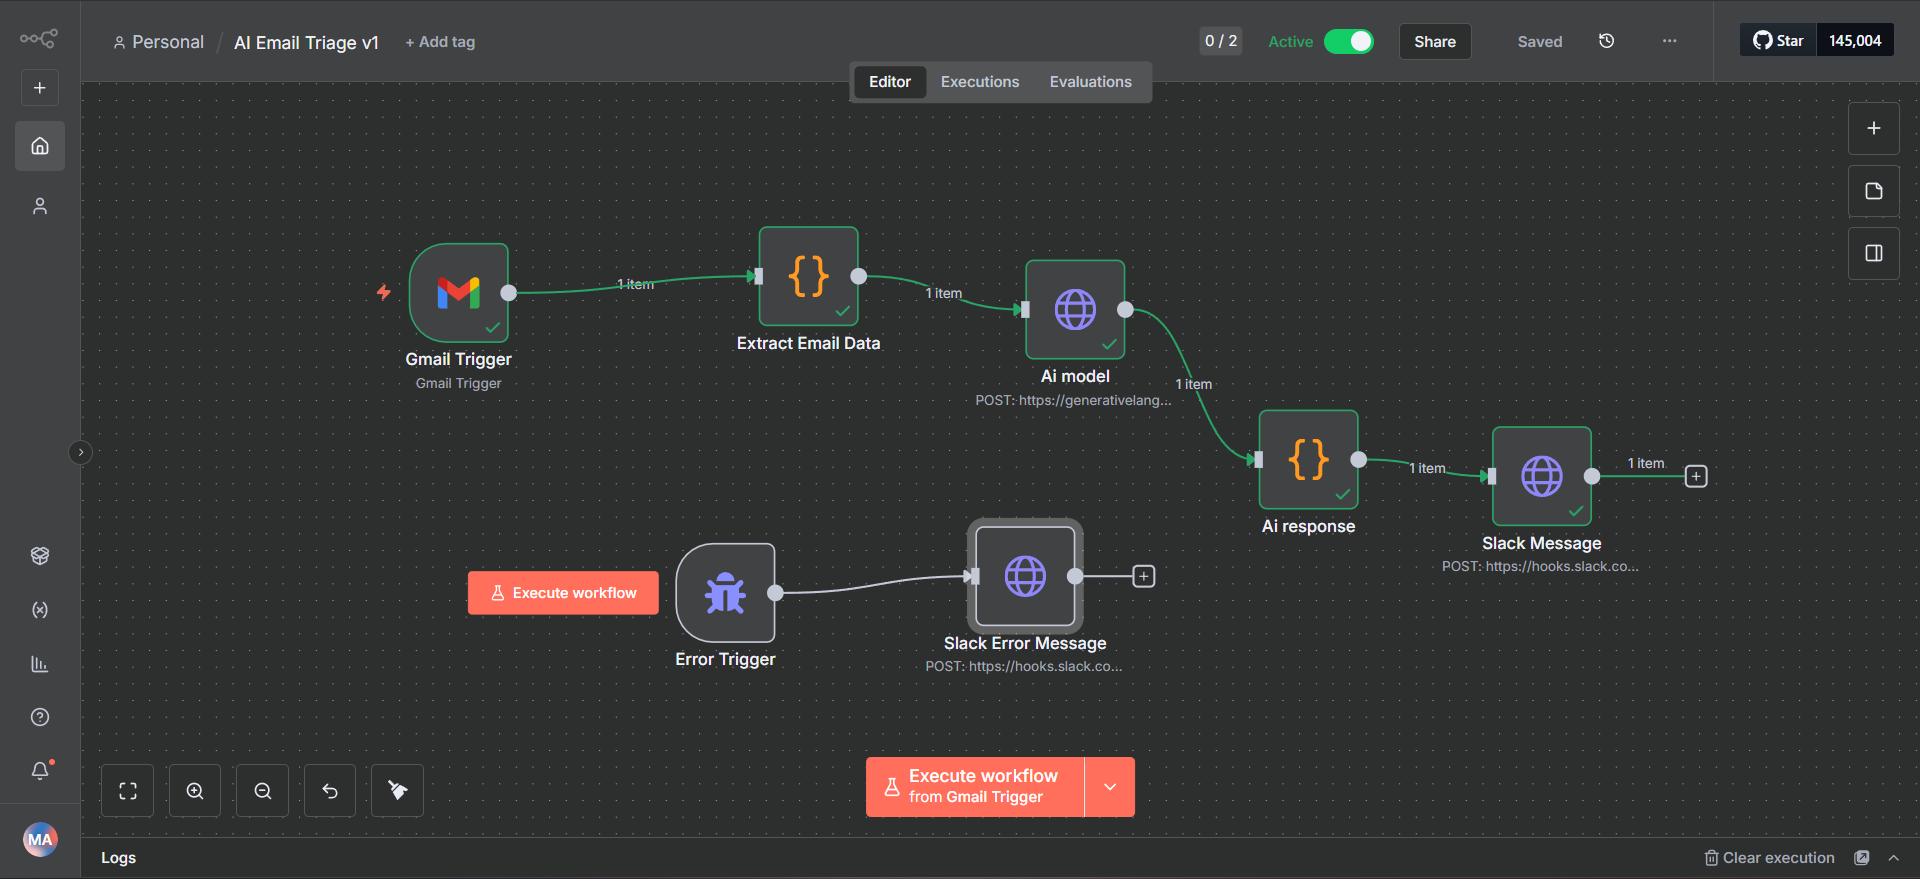 Personal / AI Email Triage v1 + Add tag
0 / 2 Active Share Saved ··· Star 145,004
Editor Executions Evaluations
1 item
Gmail Trigger
Gmail Trigger
Extract Email Data
1 item
Ai model
POST: https://generativelang...
1 item
Ai response
1 item
Slack Message
POST: https://hooks.slack.co...
1 item
Execute workflow
Error Trigger
Slack Error Message
POST: https://hooks.slack.co...
Execute workflow
from Gmail Trigger
MA
Logs Clear execution